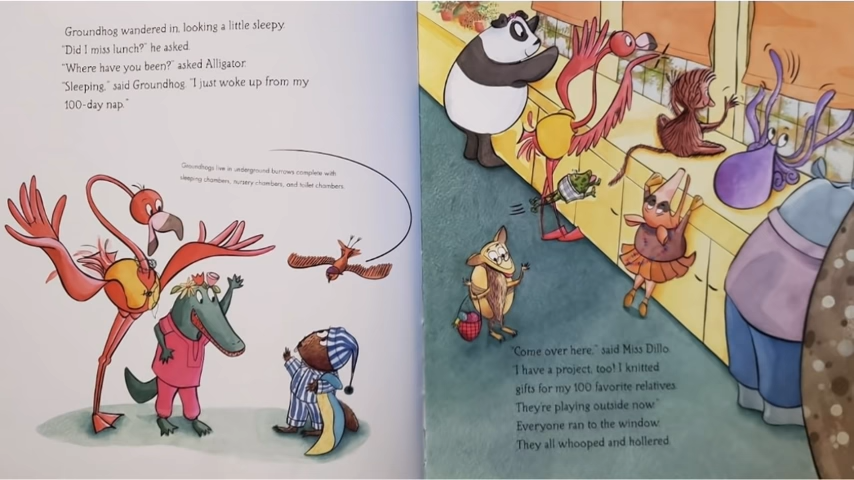 Groundhog wandered in, looking a little sleepy.
"Did I miss lunch?" he asked.
"Where have you been?" asked Alligator.
"Sleeping," said Groundhog. "I just woke up from my
100-day nap."
Groundhogs live in underground burrows complete with
sleeping chambers, nursery chambers, and toilet chambers.
"Come over here," said Miss Dillo.
"I have a project, too! I knitted
gifts for my 100 favorite relatives.
They're playing outside now."
Everyone ran to the window.
They all whooped and hollered.